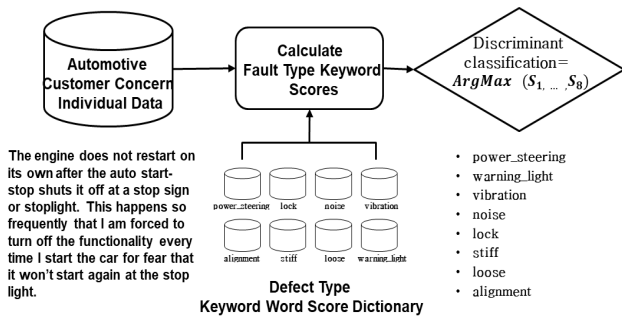 Automotive
Customer Concern
Individual Data
Calculate
Fault Type Keyword
Scores
Discriminant
classification=
ArgMax (S1, ... ,S8)
The engine does not restart on
its own after the auto start-
stop shuts it off at a stop sign
or stoplight. This happens so
frequently that I am forced to
turn off the functionality every
time I start the car for fear that
it won't start again at the stop
light.
power_steering lock noise vibration
alignment stiff loose warning_light
Defect Type
Keyword Word Score Dictionary
• power_steering
• warning_light
• vibration
• noise
• lock
• stiff
• loose
• alignment